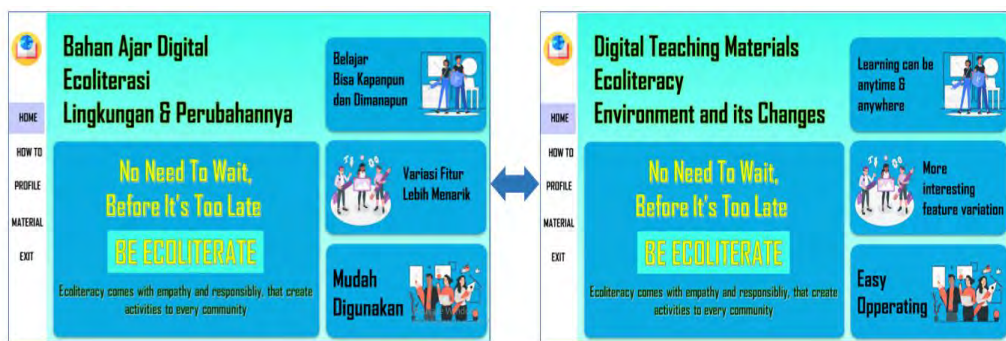 Bahan Ajar Digital
Ecoliterasi
Lingkungan & Perubahannya
HOME
HOW TO
PROFILE
MATERIAL
EXIT
No Need To Wait,
Before It's Too Late
BE ECOLITERATE
Ecoliteracy comes with empathy and responsibliy, that create
activities to every community
Belajar
Bisa Kapanpun
dan Dimanapun
Variasi Fitur
Lebih Menarik
Mudah
Digunakan
Digital Teaching Materials
Ecoliteracy
Environment and its Changes
HOME
HOW TO
PROFILE
MATERIAL
EXIT
No Need To Wait,
Before It's Too Late
BE ECOLITERATE
Ecoliteracy comes with empathy and responsibliy, that create
activities to every community
Learning can be
anytime &
anywhere
More
interesting
feature variation
Easy
Opperating